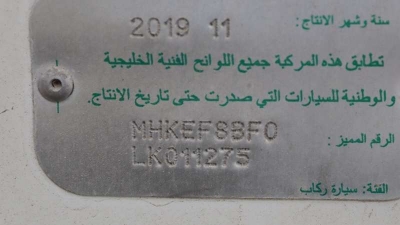 سنة وشهر الانتاج: 2019 11
تطابق هذه المركبة جميع اللوائح الفنية الخليجية
والوطنية للسيارات التي صدرت حتى تاريخ الانتاج.
الرقم المميز: MHKEF8BF0
LK011275
الفئة: سيارة ركاب